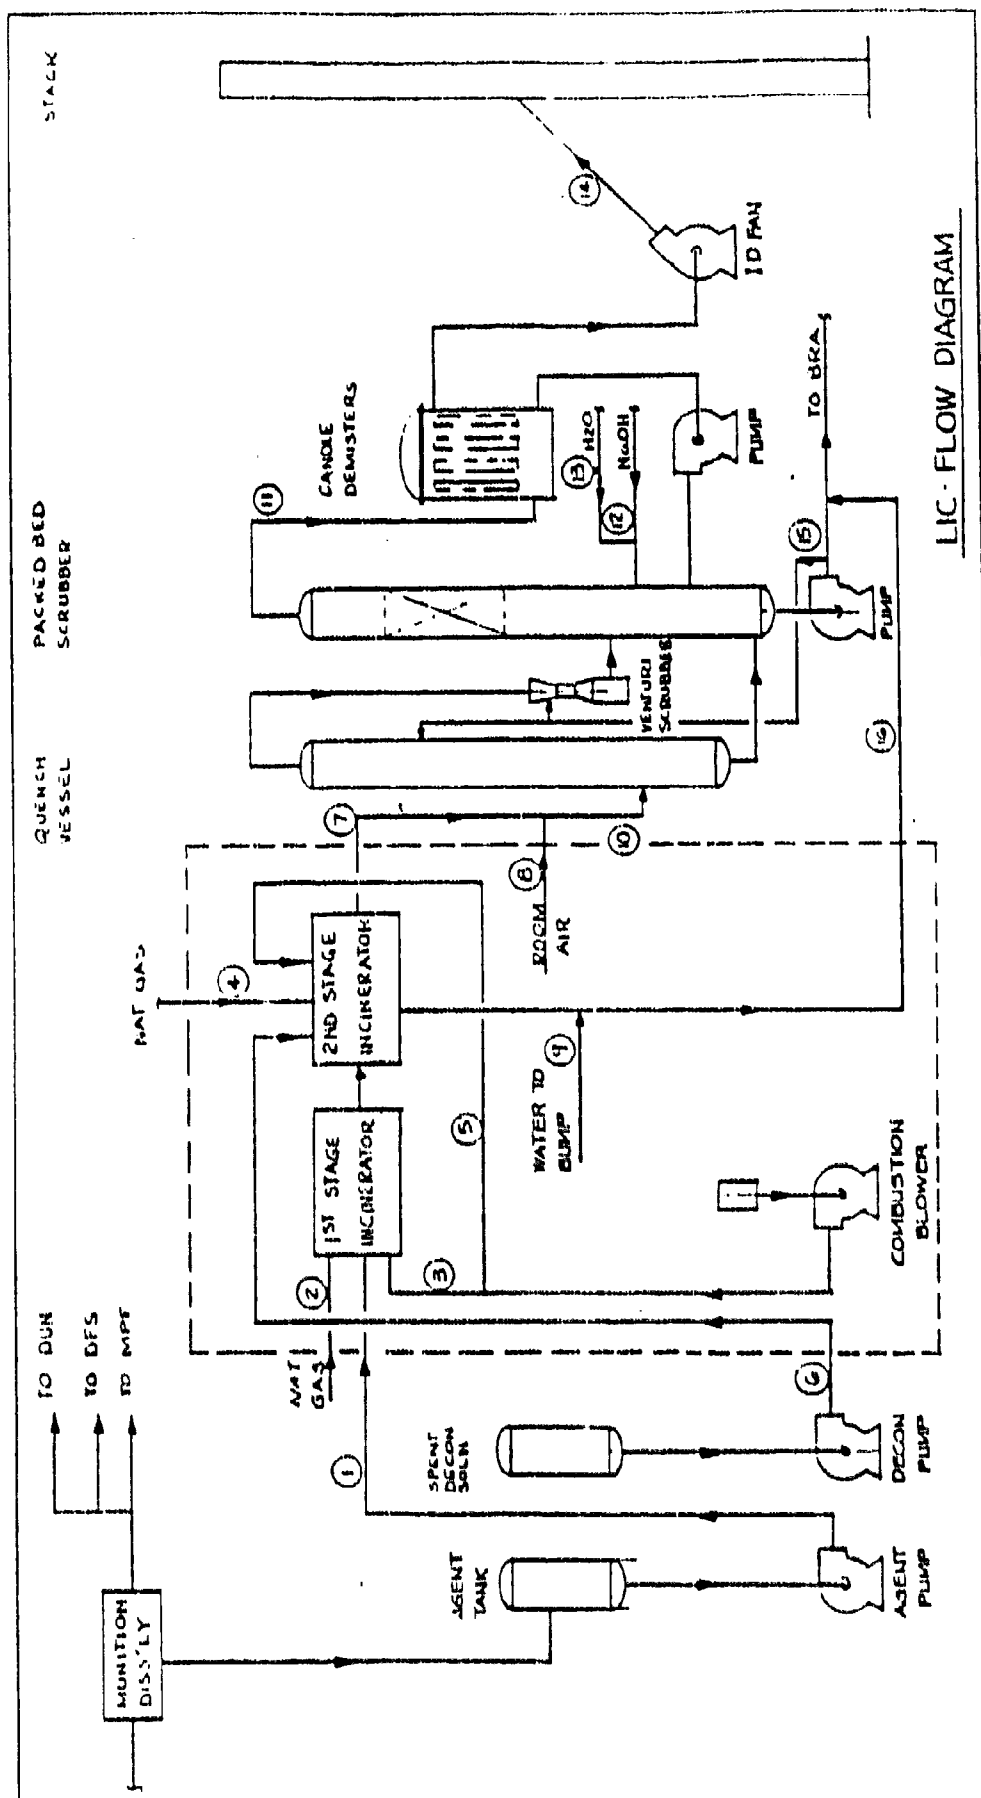 STACK
PACKED BED
SCRUBBER
QUENCH
VESSEL
CANDLE
DEMISTERS
11
14
ID FAN
13
H2O
12
NaOH
PUMP
TO BRA
15
PUMP
VENTURI
SCRUBBER
16
7
10
8
ROOM
AIR
NAT GAS
4
2ND STAGE
INCINERATOR
5
9
WATER TO
SUMP
1ST STAGE
INCINERATOR
2
3
NAT
GAS
COMBUSTION
BLOWER
TO DUN
TO DFS
TO MPF
1
SPENT
DECON
SOLN
6
DECON
PUMP
AGENT
TANK
AGENT
PUMP
MUNITION
DISS'LY
LIC - FLOW DIAGRAM